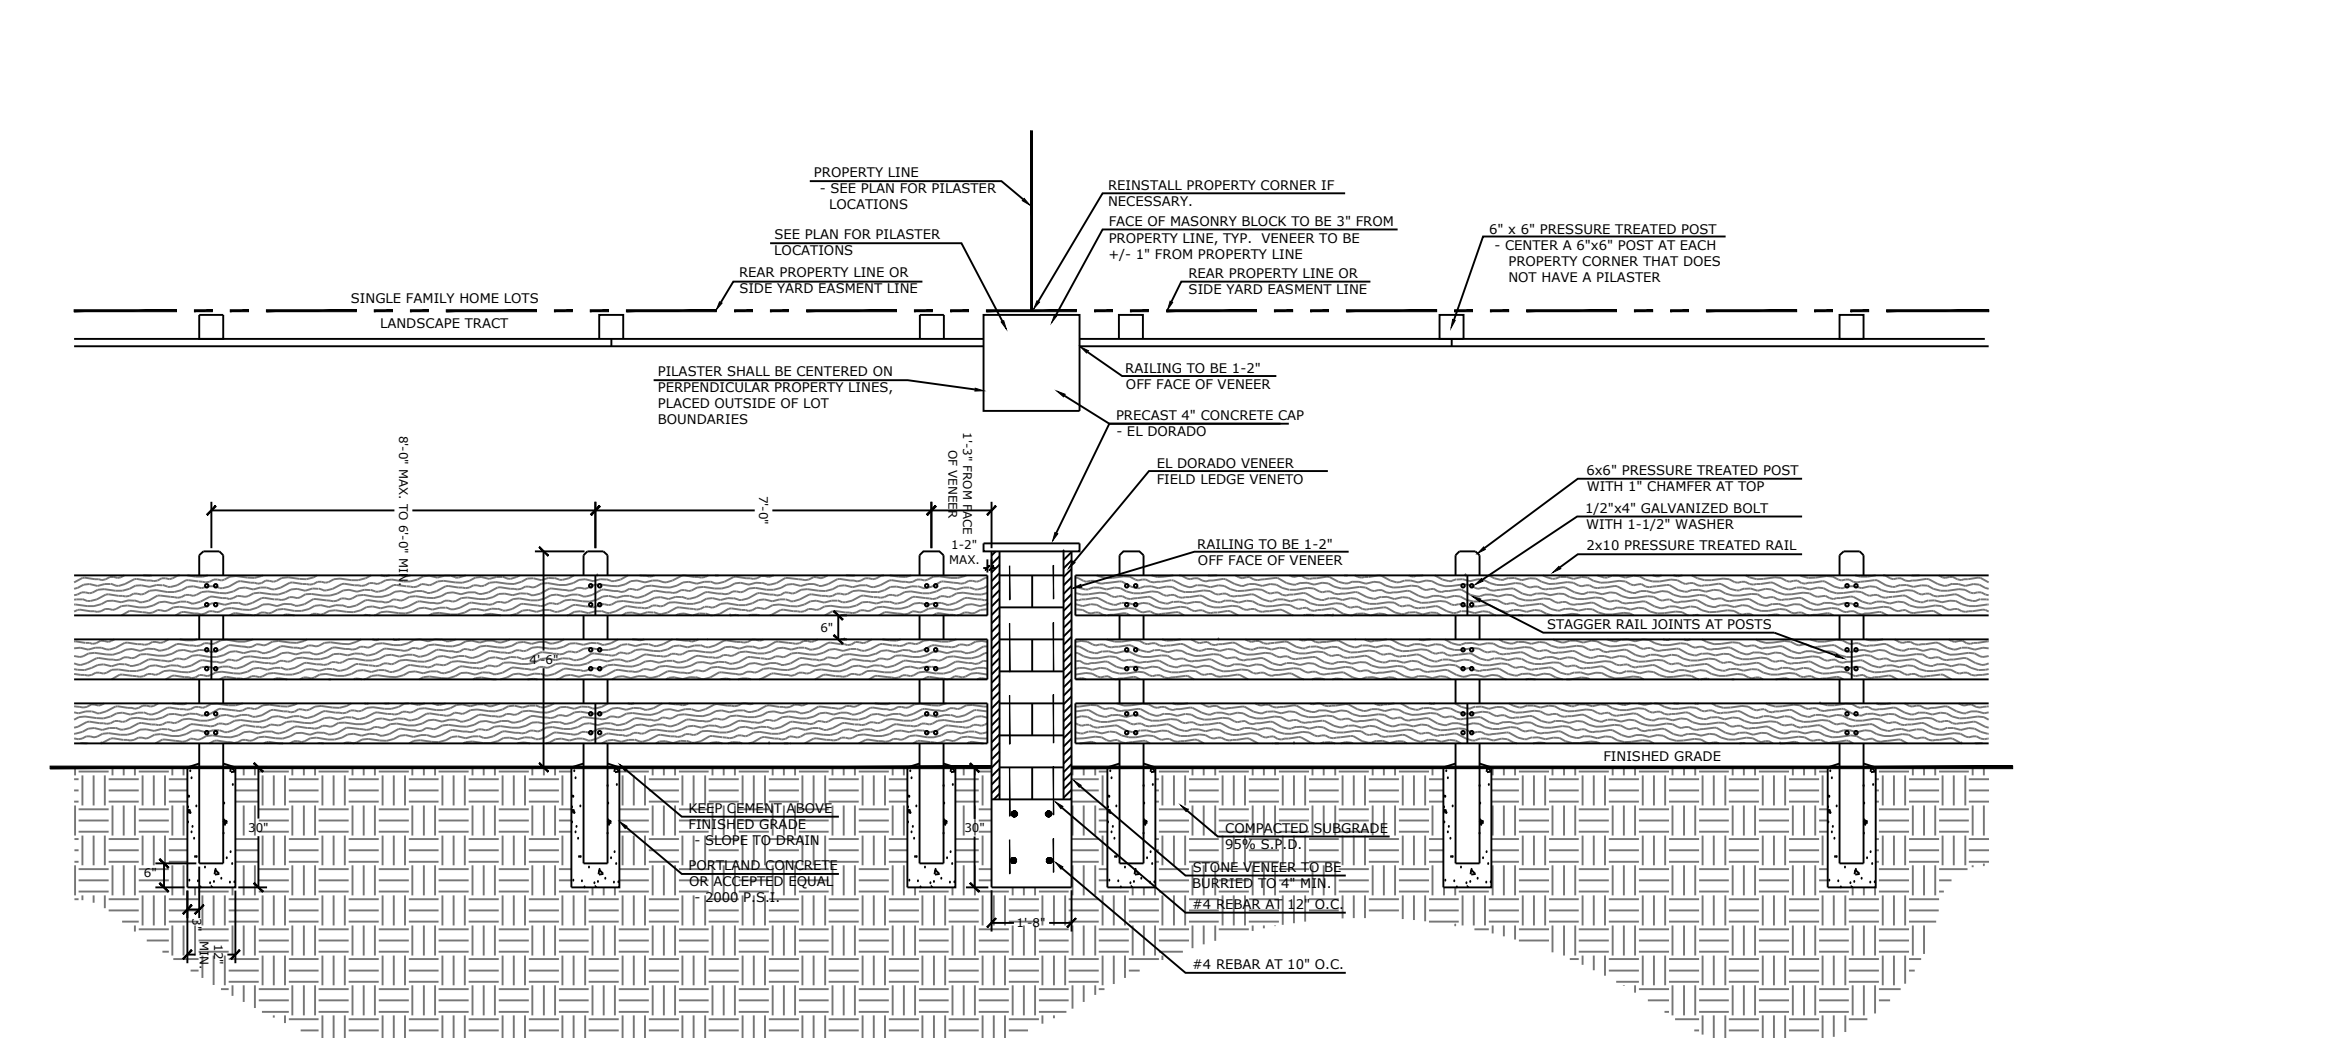 PROPERTY LINE
- SEE PLAN FOR PILASTER
LOCATIONS
REINSTALL PROPERTY CORNER IF
NECESSARY.
FACE OF MASONRY BLOCK TO BE 3" FROM
PROPERTY LINE, TYP. VENEER TO BE
+/- 1" FROM PROPERTY LINE
SEE PLAN FOR PILASTER
LOCATIONS
6" x 6" PRESSURE TREATED POST
- CENTER A 6"x6" POST AT EACH
PROPERTY CORNER THAT DOES
NOT HAVE A PILASTER
REAR PROPERTY LINE OR
SIDE YARD EASMENT LINE
REAR PROPERTY LINE OR
SIDE YARD EASMENT LINE
SINGLE FAMILY HOME LOTS
LANDSCAPE TRACT
PILASTER SHALL BE CENTERED ON
PERPENDICULAR PROPERTY LINES,
PLACED OUTSIDE OF LOT
BOUNDARIES
RAILING TO BE 1-2"
OFF FACE OF VENEER
PRECAST 4" CONCRETE CAP
- EL DORADO
8'-0" MAX. TO 6'-0" MIN.
7'-0"
1'-3" FROM FACE
OF VENEER
EL DORADO VENEER
FIELD LEDGE VENETO
6x6" PRESSURE TREATED POST
WITH 1" CHAMFER AT TOP
1/2"x4" GALVANIZED BOLT
WITH 1-1/2" WASHER
2x10 PRESSURE TREATED RAIL
1-2"
MAX.
RAILING TO BE 1-2"
OFF FACE OF VENEER
6"
STAGGER RAIL JOINTS AT POSTS
4'-6"
FINISHED GRADE
KEEP CEMENT ABOVE
FINISHED GRADE
- SLOPE TO DRAIN
PORTLAND CONCRETE
OR ACCEPTED EQUAL
- 2000 P.S.I.
30"
30"
COMPACTED SUBGRADE
95% S.P.D.
STONE VENEER TO BE
BURRIED TO 4" MIN.
#4 REBAR AT 12" O.C.
6"
3" MIN.
12"
1'-8"
#4 REBAR AT 10" O.C.